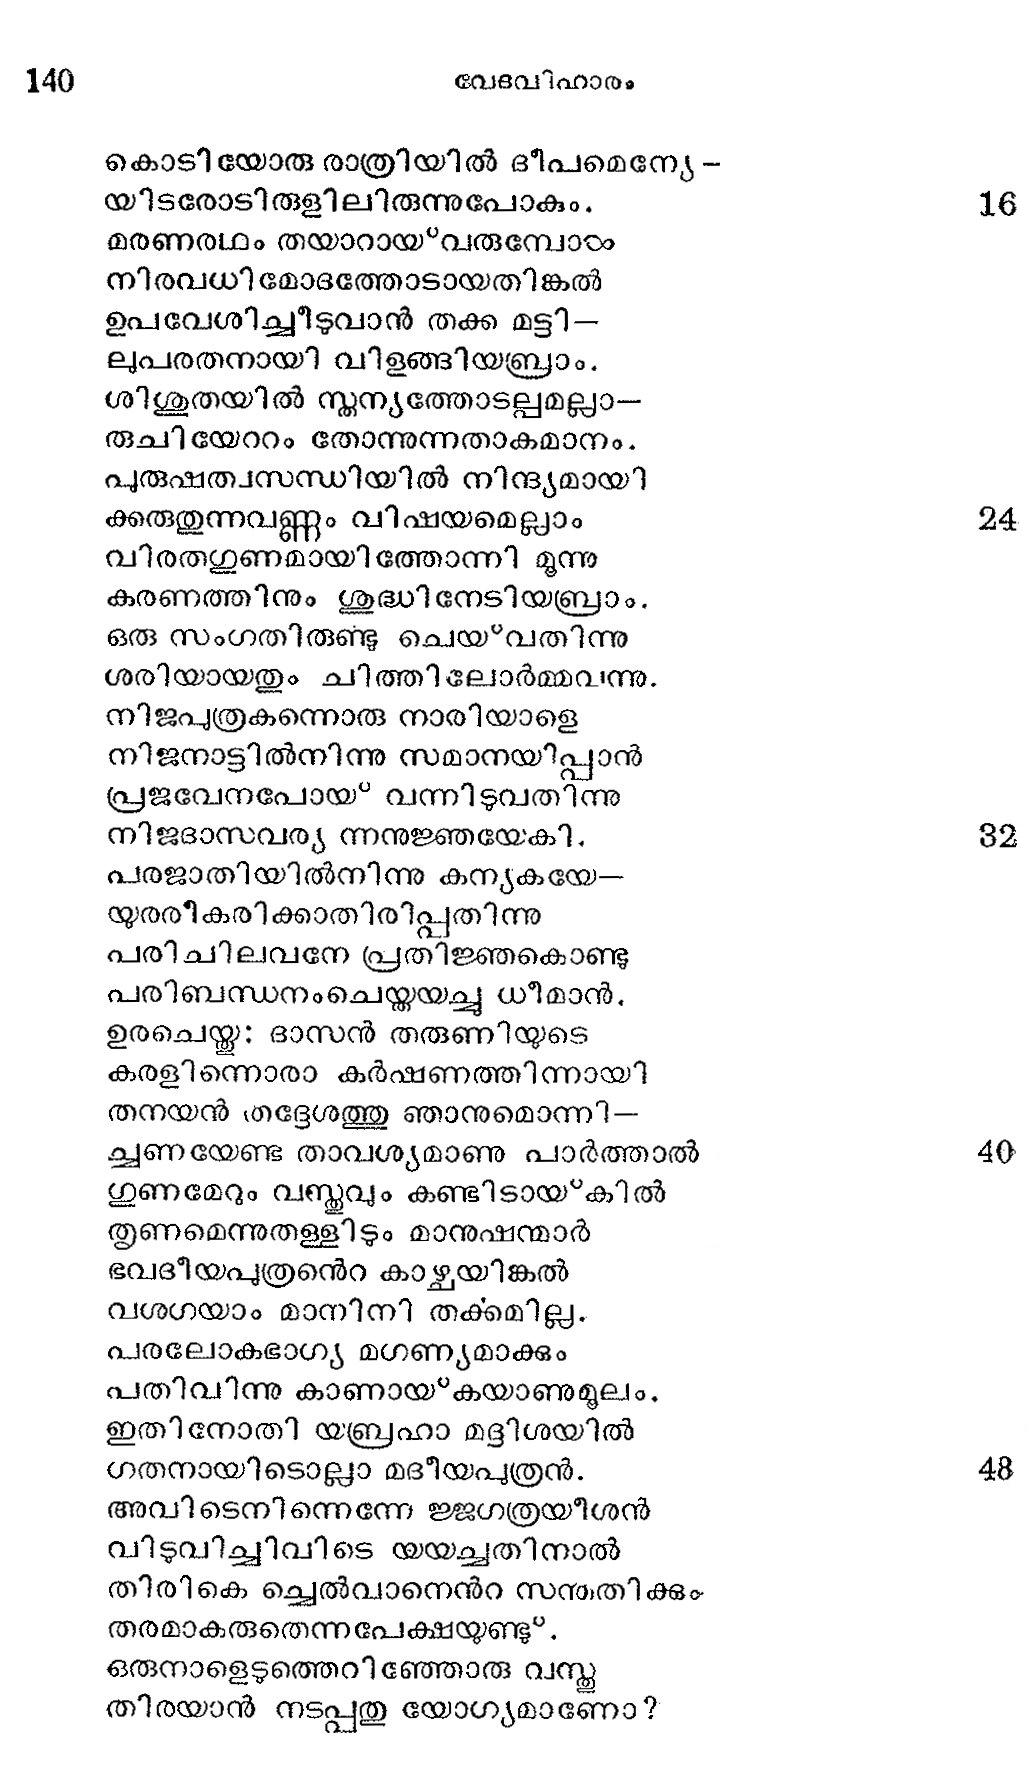 140 വേദവിഹാരം
കൊടിയോരു രാത്രിയിൽ ദീപമെന്യേ–
യിടരോടിരുളിലിരുന്നുപോകും. 16
മരണരഥം തയാറായ്‌വരുമ്പോൾ
നിരവധിമോദത്തോടായതിങ്കൽ
ഉപവേശിച്ചീടുവാൻ തക്ക മട്ടി–
ലുപരതനായി വിളങ്ങിയബ്രാം.
ശിശുതയിൽ സ്തന്യത്തോടല്പമല്ലാ–
രുചിയേററം തോന്നുന്നതാകമാനം.
പുരുഷത്വസന്ധിയിൽ നിന്ദ്യമായി
ക്കരുതുന്നവണ്ണം വിഷയമെല്ലാം 24
വിരതഗുണമായിത്തോന്നി മൂന്നു
കരണത്തിനും ശുദ്ധിനേടിയബ്രാം.
ഒരു സംഗതിരുണ്ടു ചെയ്‌വതിന്നു
ശരിയായതും ചിത്തിലോർമ്മവന്നു.
നിജപുത്രകന്നൊരു നാരിയാളെ
നിജനാട്ടിൽനിന്നു സമാനയിപ്പാൻ
പ്രജവേനപോയ് വന്നിടുവതിന്നു
നിജദാസവര്യ ന്നനുജ്ഞയേകി. 32
പരജാതിയിൽനിന്നു കന്യകയേ–
യുരരീകരിക്കാതിരിപ്പതിന്നു
പരിചിലവനേ പ്രതിജ്ഞകൊണ്ടു
പരിബന്ധനംചെയ്തയച്ചു ധീമാൻ.
ഉരചെയ്തു: ദാസൻ തരുണിയുടെ
കരളിന്നൊരാ കർഷണത്തിന്നായി
തനയൻ തദ്ദേശത്തു ഞാനുമൊന്നി–
ച്ചണയേണ്ട താവശ്യമാണു പാർത്താൽ 40
ഗുണമേറും വസ്തുവും കണ്ടിടായ്കിൽ
തൃണമെന്നുതള്ളിടും മാനുഷന്മാർ
ഭവദീയപുത്രൻെറ കാഴ്ചയിങ്കൽ
വശഗയാം മാനിനി തർക്കമില്ല.
പരലോകഭാഗ്യ മഗണ്യമാക്കും
പതിവിന്നു കാണായ്കയാണുമൂലം.
ഇതിനോതി യബ്രഹാ മദ്ദിശയിൽ
ഗതനായിടൊല്ലാ മദീയപുത്രൻ. 48
അവിടെനിന്നെന്നേ ജ്ജഗത്രയീശൻ
വിടുവിച്ചിവിടെ യയച്ചതിനാൽ
തിരികെ ച്ചെൽവാനെൻറ സന്തതിക്കും
തരമാകരുതെന്നപേക്ഷയുണ്ടു്.
ഒരുനാളെടുത്തെറിഞ്ഞോരു വസ്തു
തിരയാൻ നടപ്പതു യോഗ്യമാണോ?